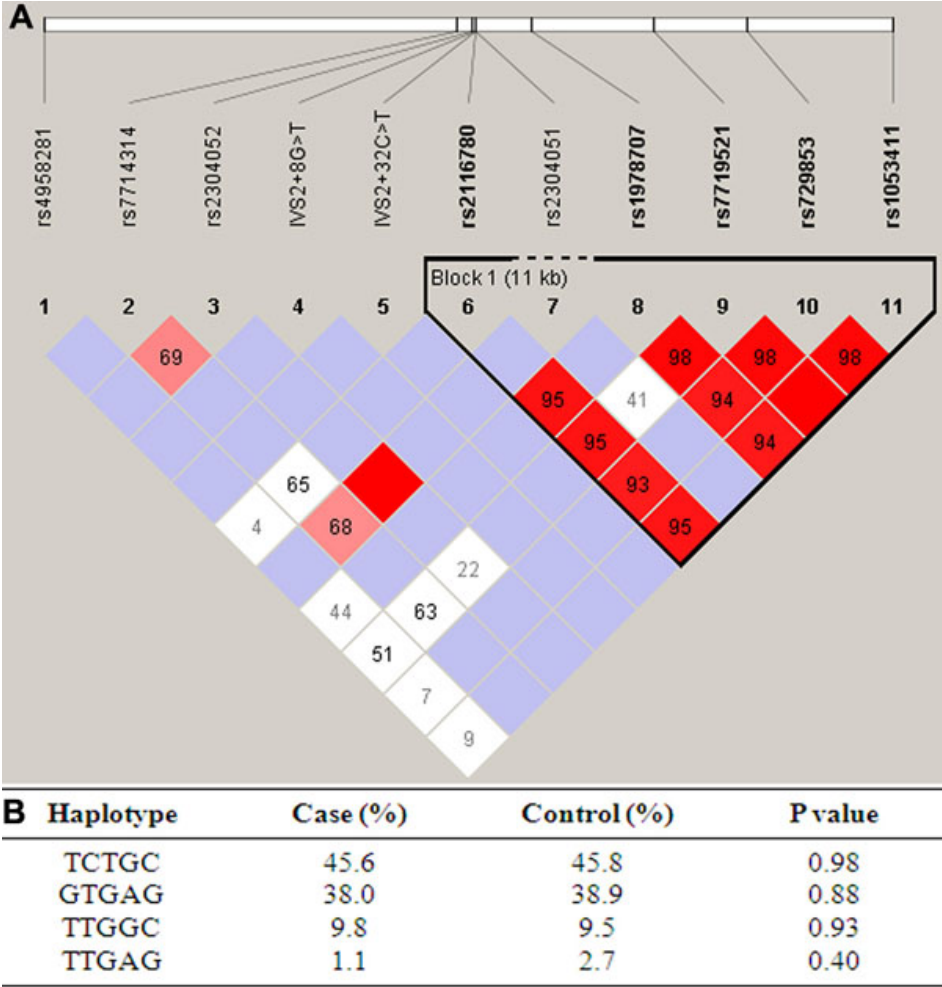 A
rs4958281 rs7714314 rs2304052 IVS2+8G>T IVS2+32C>T rs2116780 rs2304051 rs1978707 rs7719521 rs729853 rs1053411
Block 1 (11 kb)
1 2 3 4 5 6 7 8 9 10 11
69 98 98 98
95 41 94
95 94
65 93
4 68 95
22
44 63
51
7
9
B Haplotype Case (%) Control (%) P value
TCTGC 45.6 45.8 0.98
GTGAG 38.0 38.9 0.88
TTGGC 9.8 9.5 0.93
TTGAG 1.1 2.7 0.40